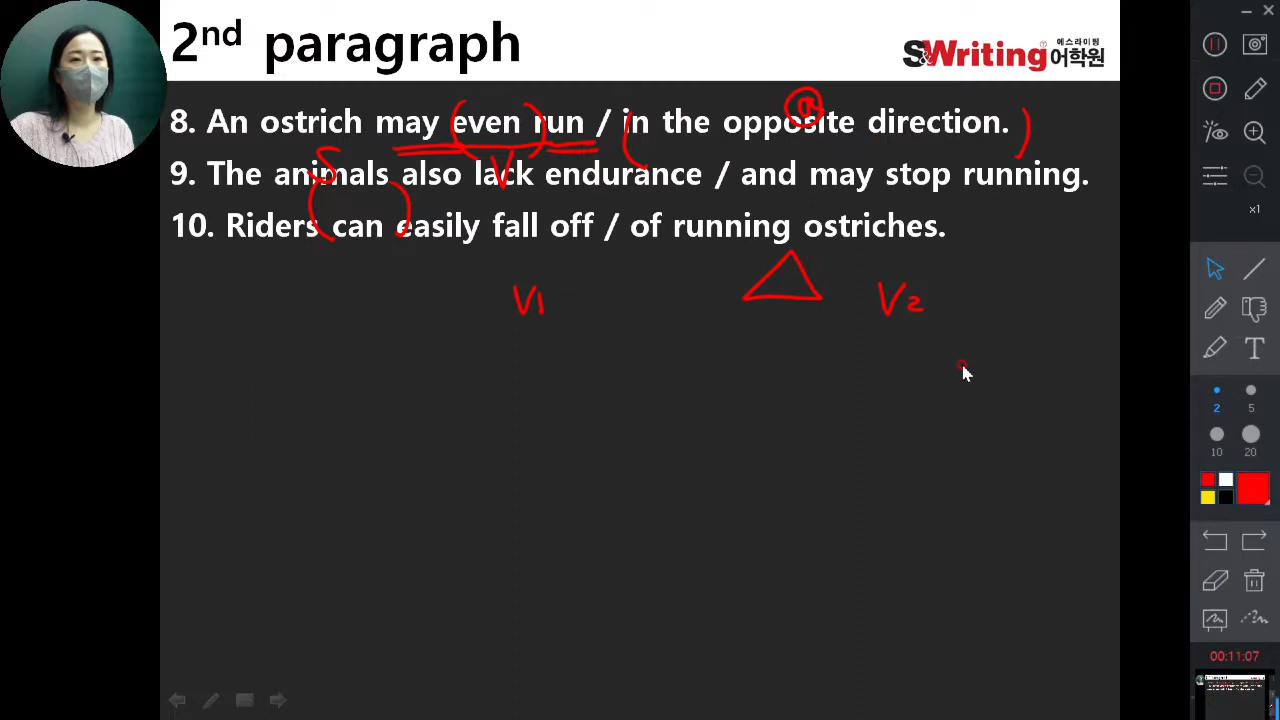 2nd paragraph
S&Writing 에스라이팅 어학원
8. An ostrich may even run / in the opposite direction.
V
S
9. The animals also lack endurance / and may stop running.
10. Riders can easily fall off / of running ostriches.
V1
V2
x1
2
5
10
20
00:11:07